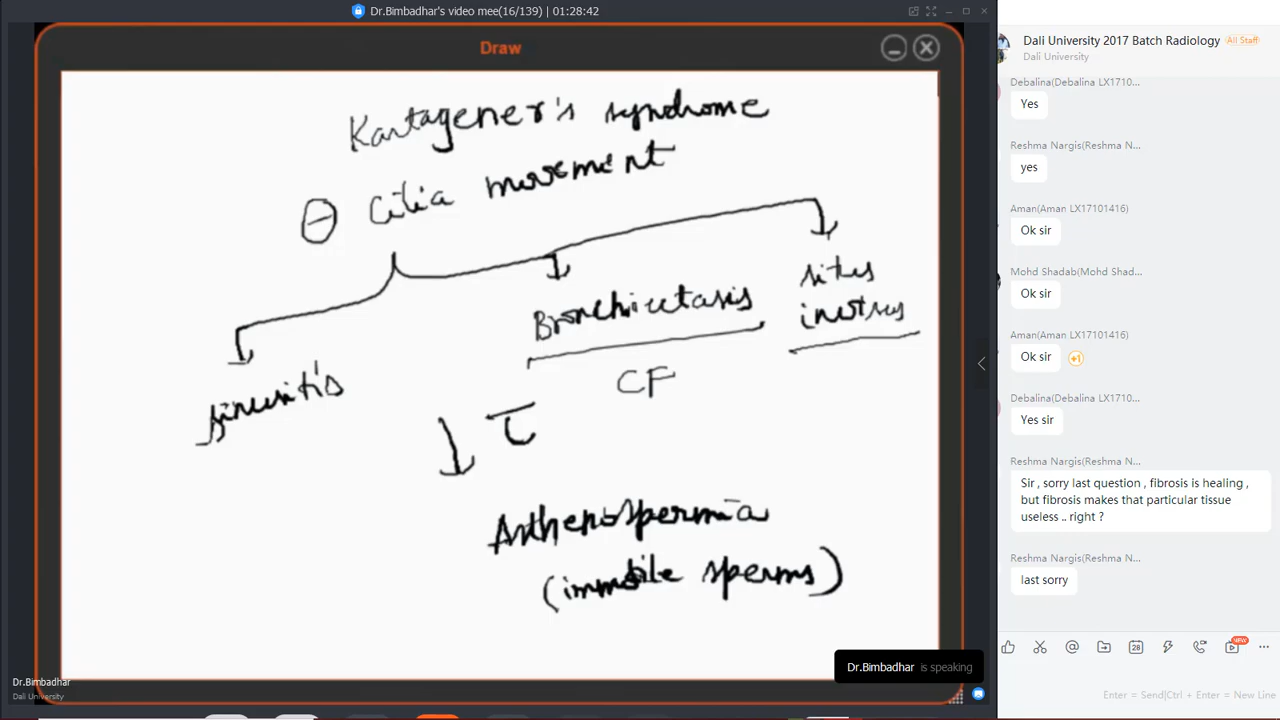 Dr.Bimbadhar's video mee(16/139) | 01:28:42
Draw
Kartagener's syndrome
⊖ Cilia movement
sinusitis
Bronchiectasis
CF
situs
inversus
Asthenospermia
(immotile sperms)
Dr.Bimbadhar is speaking
Dr.Bimbadhar
Dali University
Dali University 2017 Batch Radiology All Staff
Dali University
Debalina(Debalina LX1710...
Yes
Reshma Nargis(Reshma N...
yes
Aman(Aman LX17101416)
Ok sir
Mohd Shadab(Mohd Shad...
Ok sir
Aman(Aman LX17101416)
Ok sir +1
Debalina(Debalina LX1710...
Yes sir
Reshma Nargis(Reshma N...
Sir , sorry last question , fibrosis is healing ,
but fibrosis makes that particular tissue
useless .. right ?
Reshma Nargis(Reshma N...
last sorry
28
NEW
Enter = Send|Ctrl + Enter = New Line